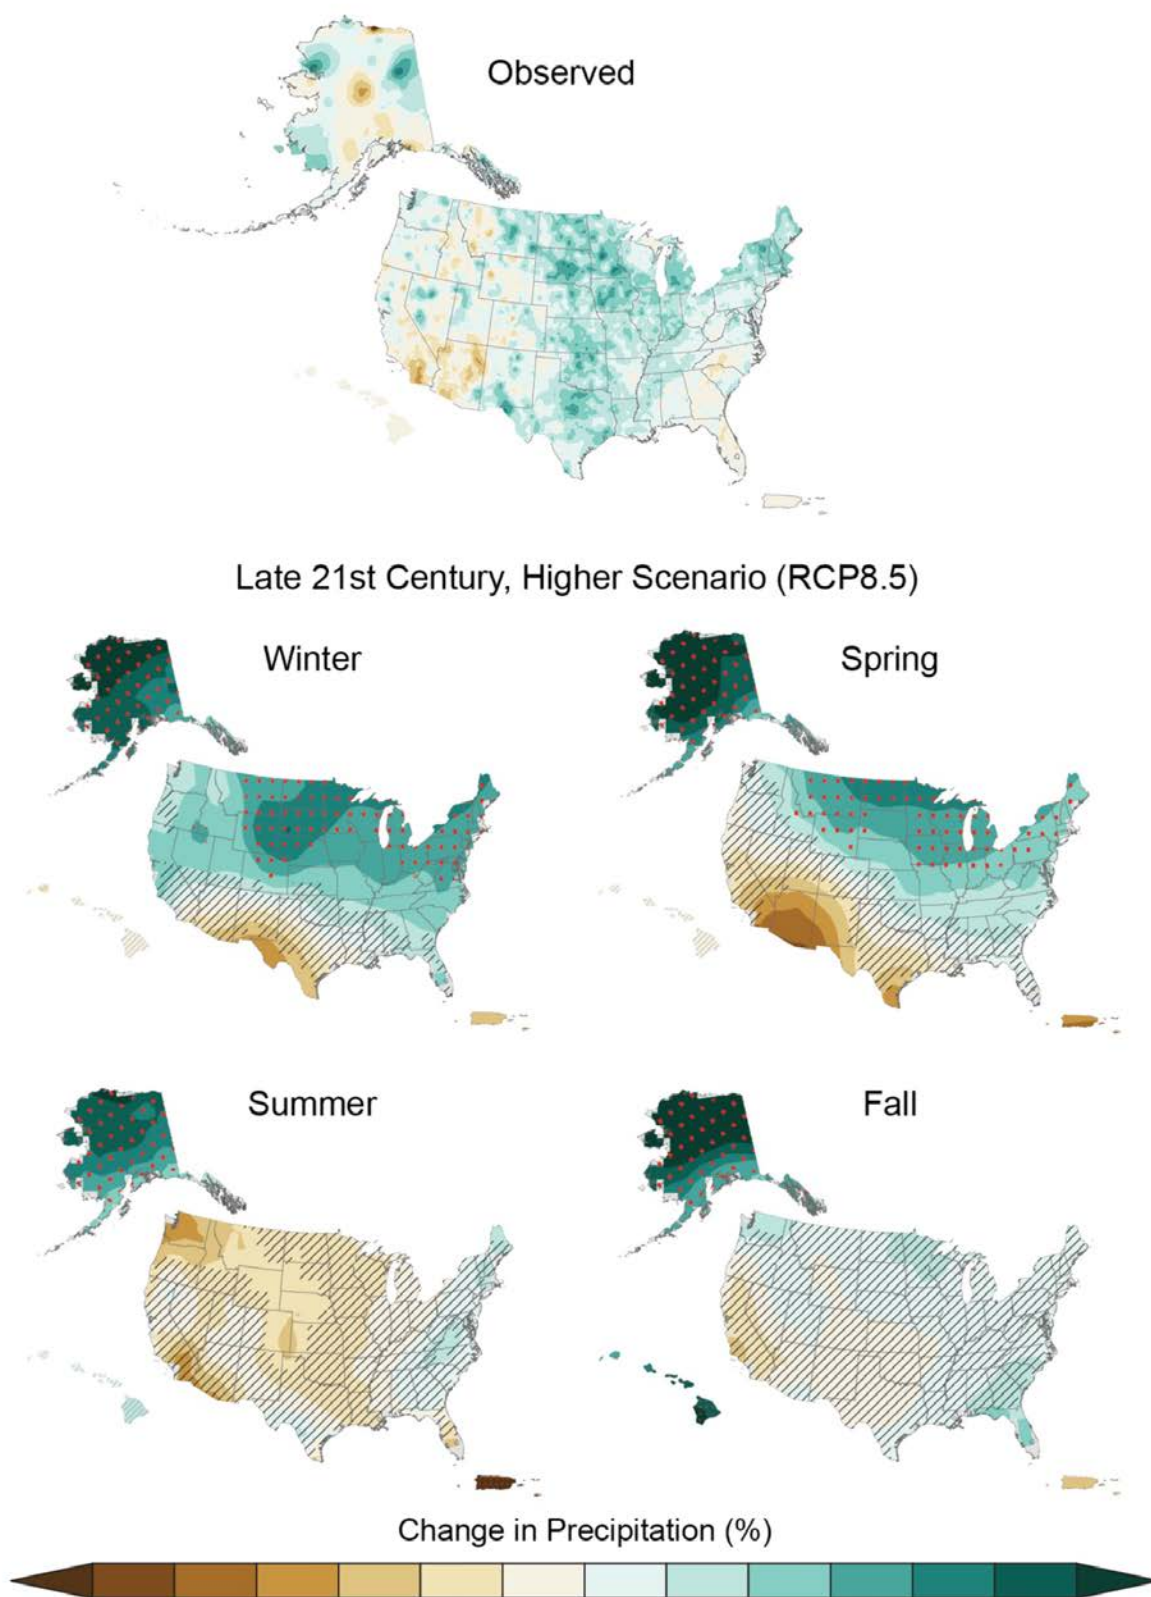 Observed
Late 21st Century, Higher Scenario (RCP8.5)
Winter
Spring
Summer
Fall
Change in Precipitation (%)